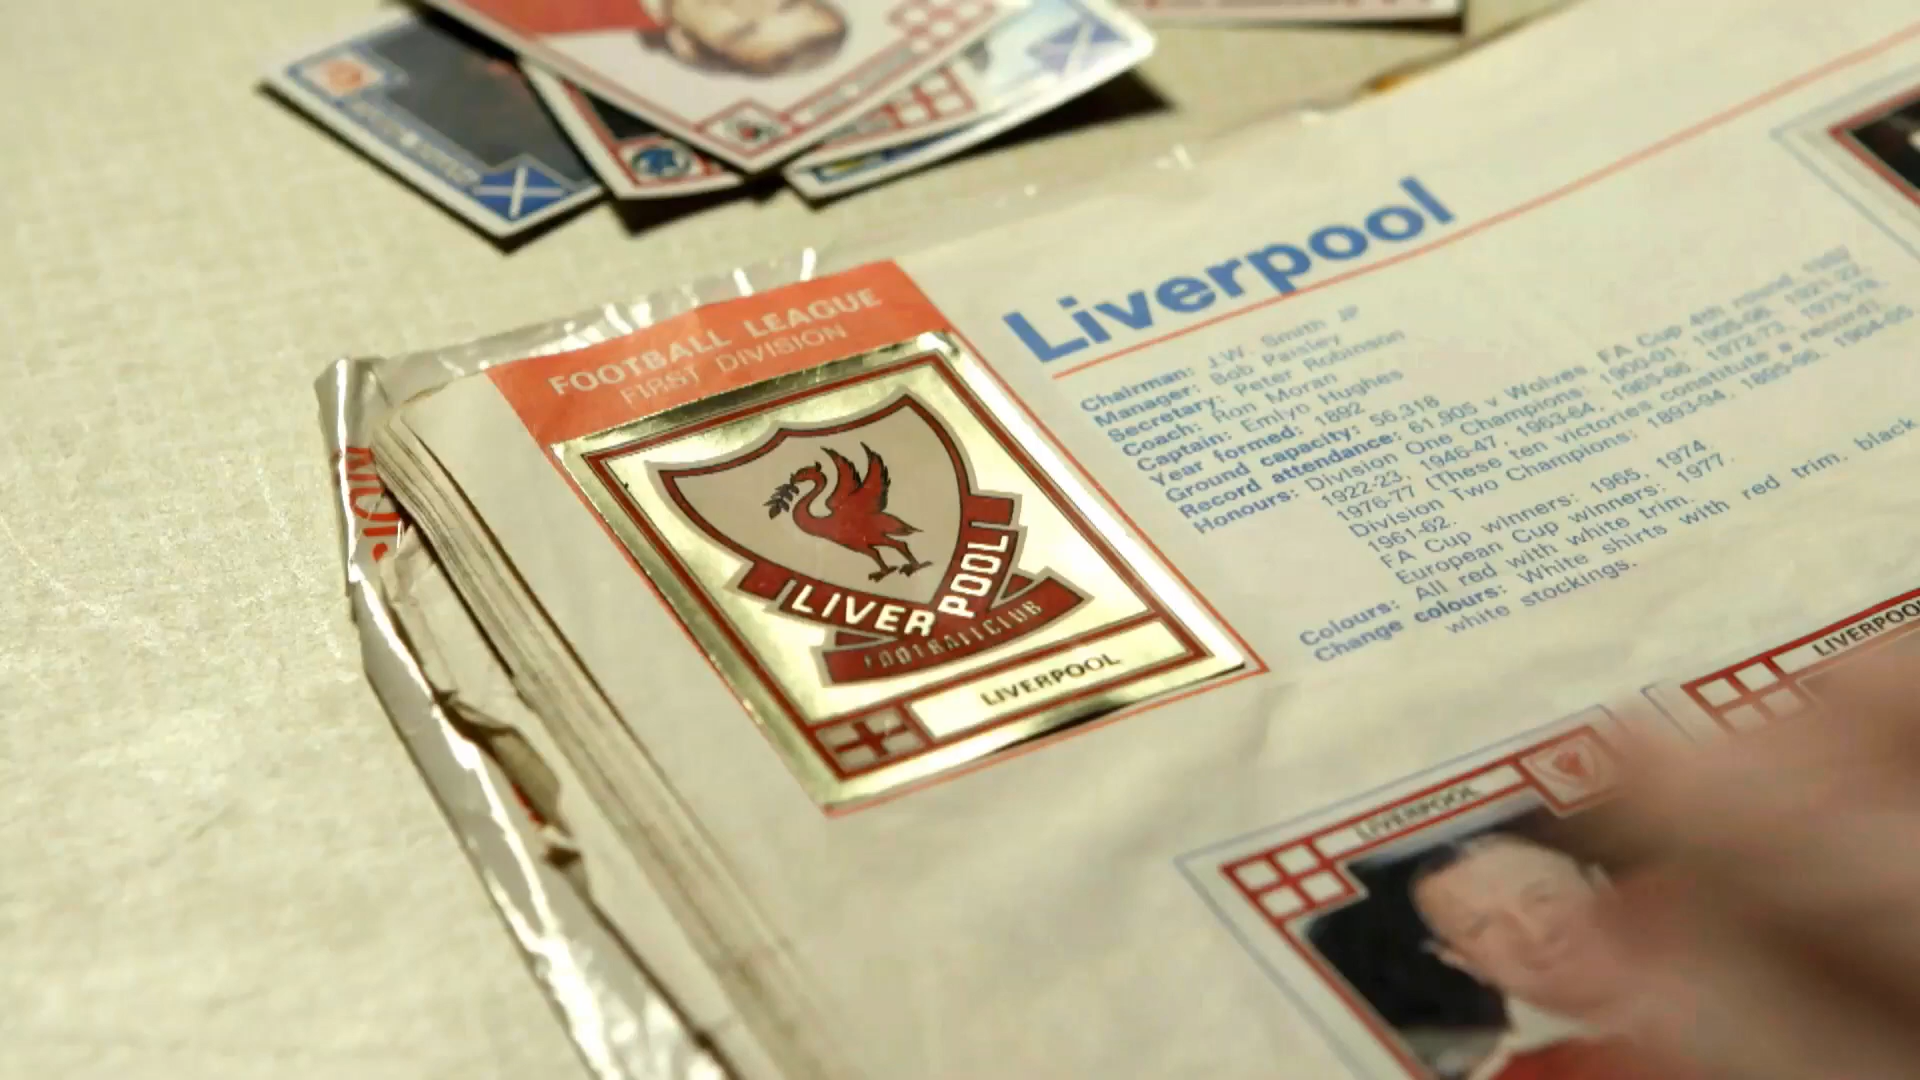 FOOTBALL LEAGUE
FIRST DIVISION
LIVERPOOL
FOOTBALL CLUB
LIVERPOOL
Liverpool
Chairman: J.W. Smith JP
Manager: Bob Paisley
Secretary: Peter Robinson
Coach: Ron Moran
Captain: Emlyo Hughes
Year formed: 1892
Ground capacity: 56,318
Record attendance: 61,905 v Wolves FA Cup 4th round, 1952
Honours: Division One Champions: 1900-01, 1905-06, 1921-22,
1922-23, 1946-47, 1963-64, 1965-66, 1972-73, 1975-76,
1976-77 (These ten victories constitute a record).
Division Two Champions: 1893-94, 1895-96, 1904-05,
1961-62.
FA Cup winners: 1965, 1974
European Cup winners: 1977.
Colours: All red with white trim.
Change colours: White shirts with red trim, black
white stockings.
LIVERPOOL
LIVERPOOL